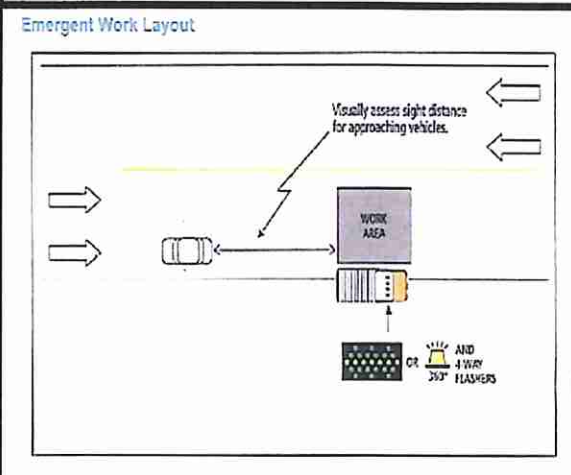 Emergent Work Layout
Visually assess sight distance
for approaching vehicles.
WORK
AREA
OR
360°
AND
4-WAY
FLASHERS